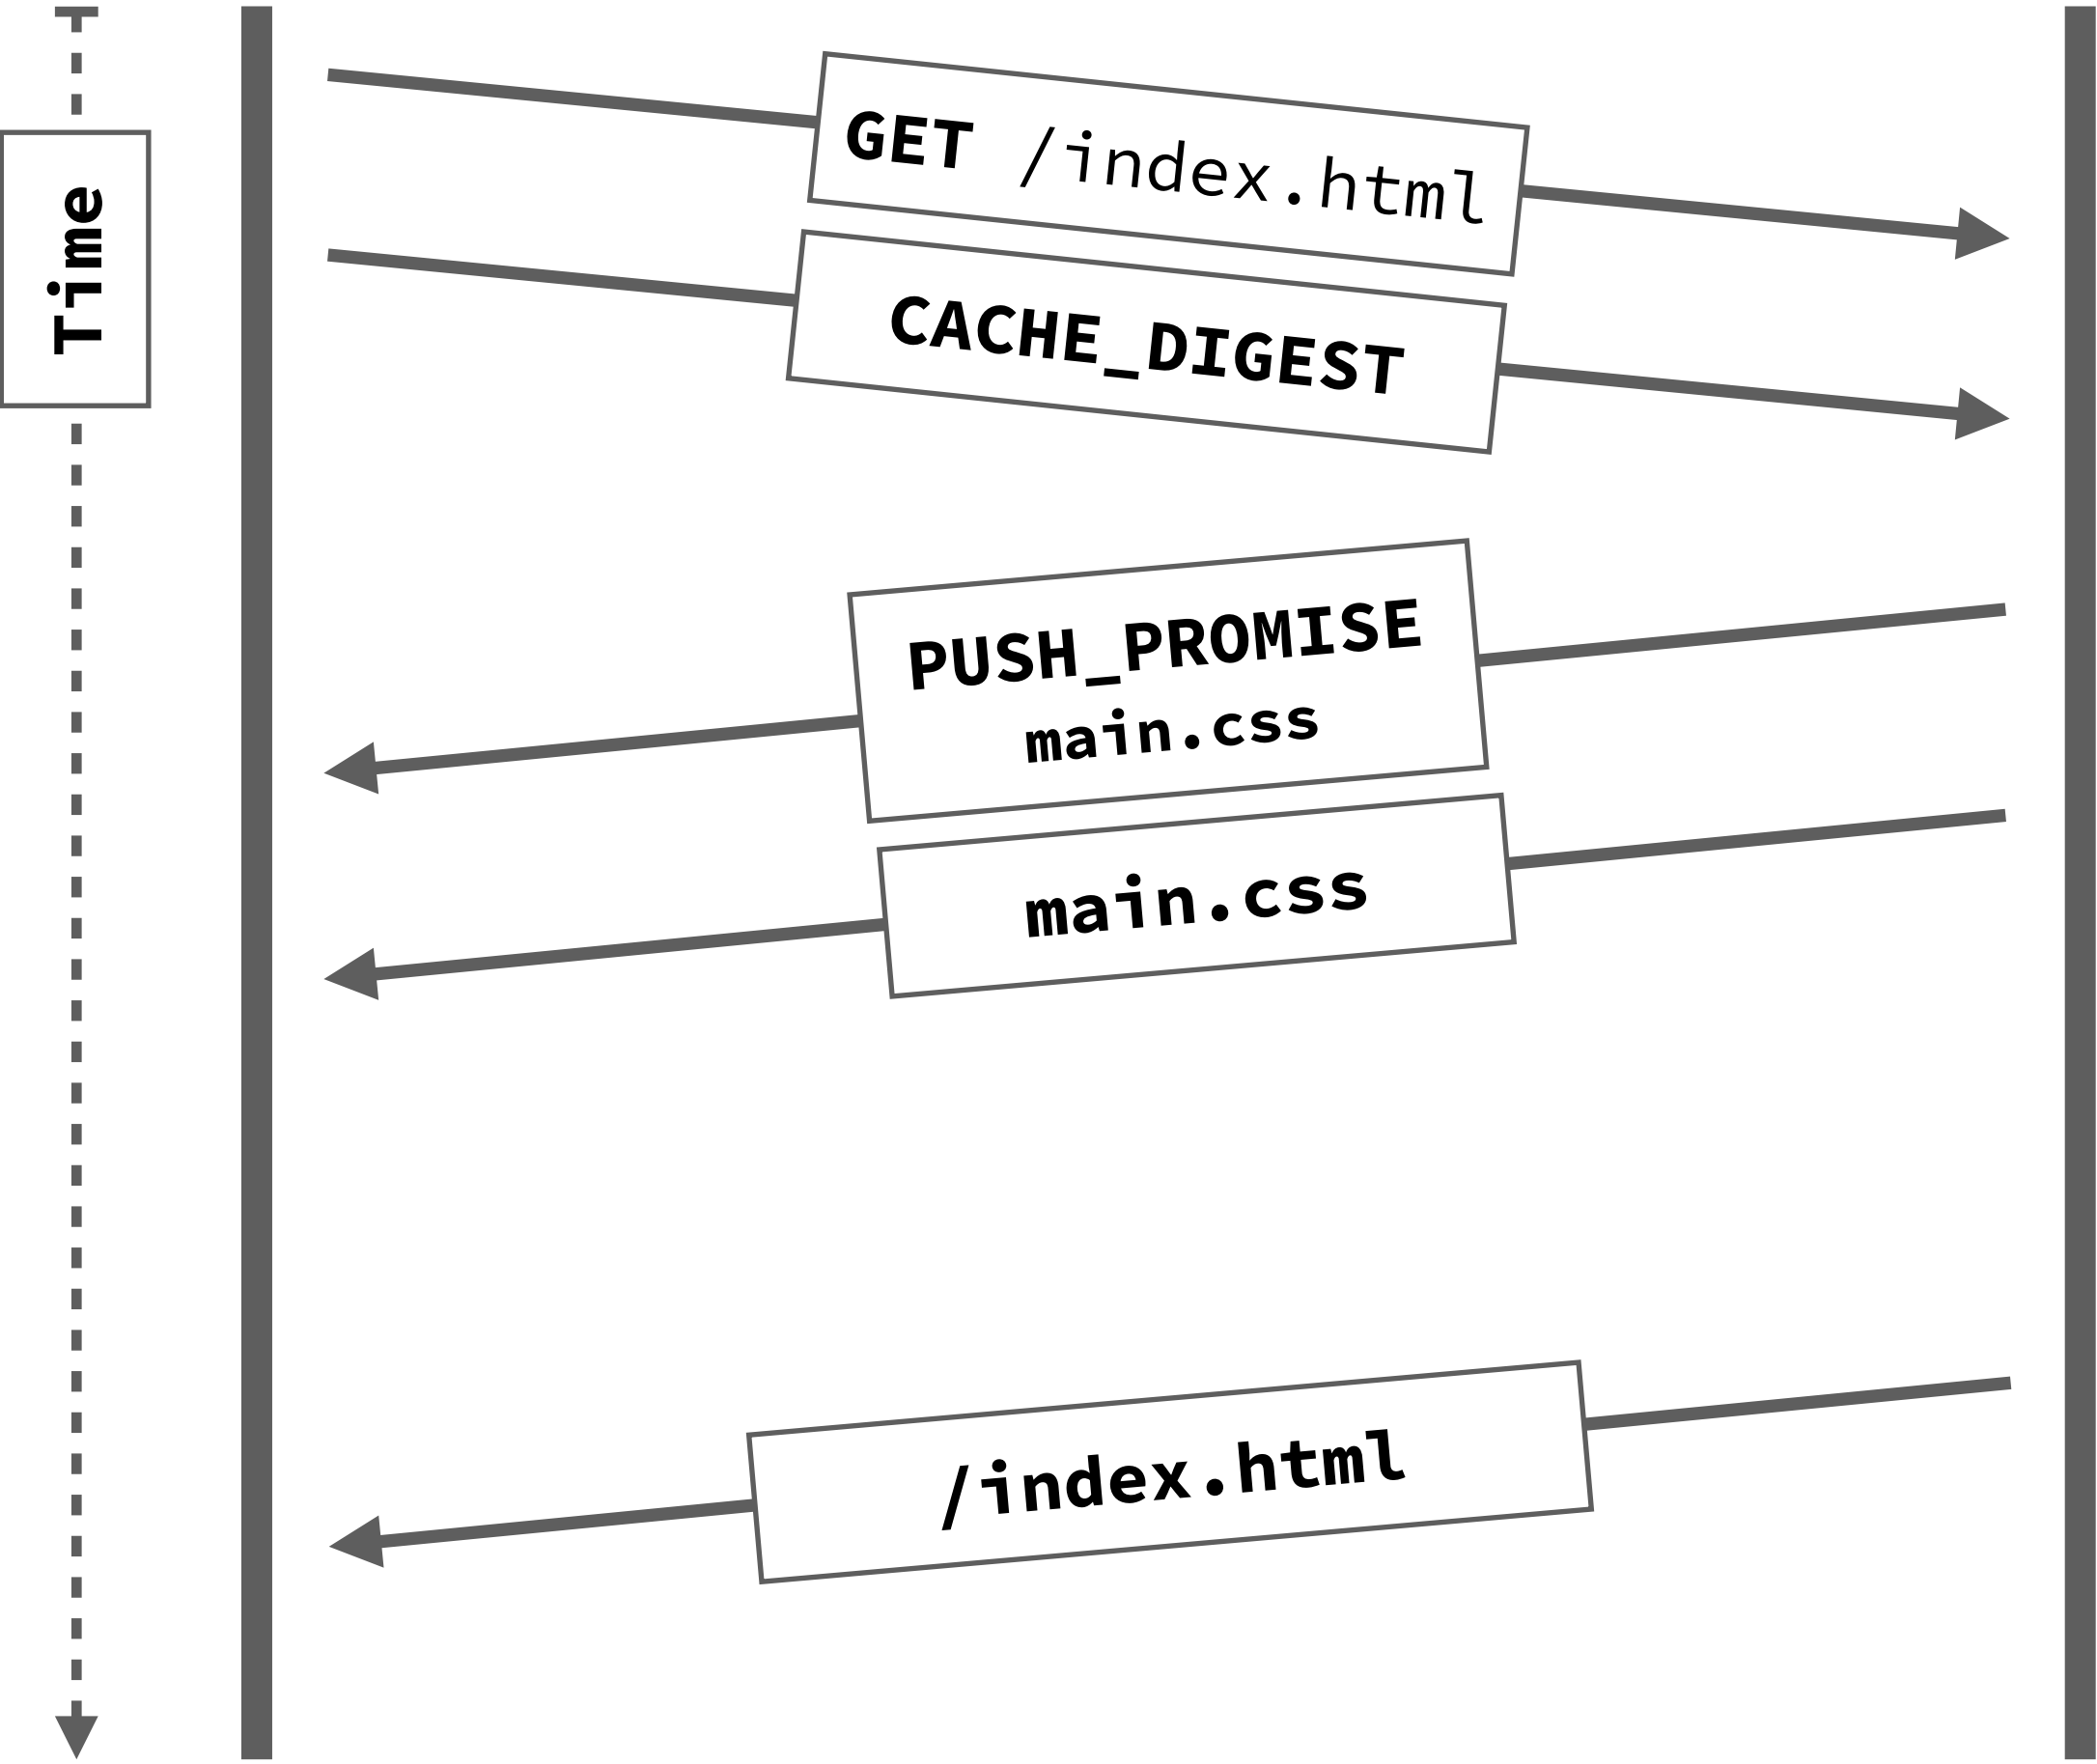 Time
GET /index.html
CACHE_DIGEST
PUSH_PROMISE
main.css
main.css
/index.html